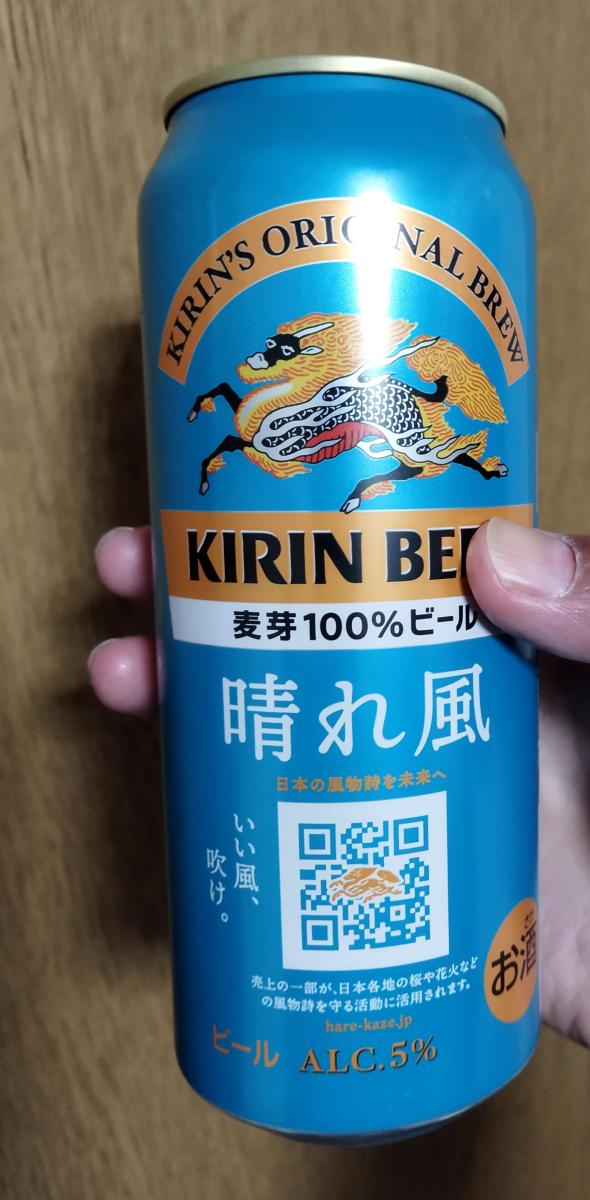 KIRIN'S ORIGINAL BREW
KIRIN BEE
麦芽100%ビール
晴れ風
日本の風物詩を未来へ
いい風、
吹け。
売上の一部が、日本各地の桜や花火など
の風物詩を守る活動に活用されます。
hare-kaze.jp
さけ
お酒
ビール ALC.5%